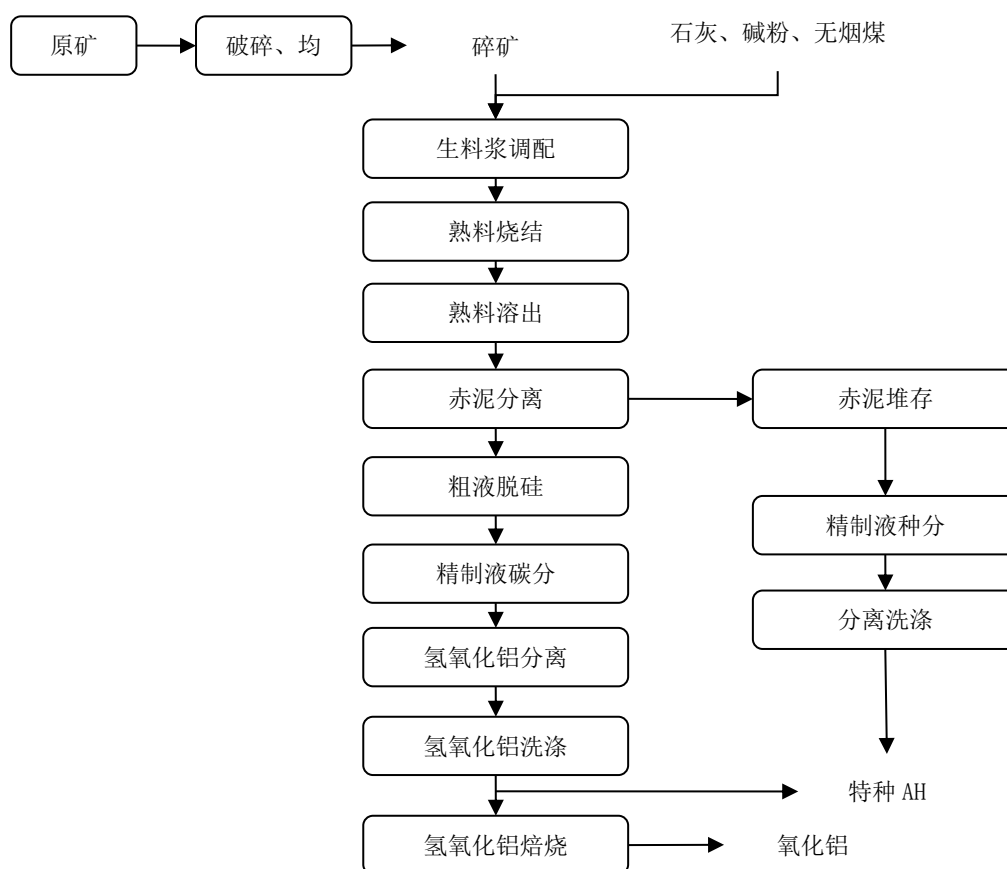 原矿
破碎、均
碎矿
石灰、碱粉、无烟煤
生料浆调配
熟料烧结
熟料溶出
赤泥分离
赤泥堆存
粗液脱硅
精制液种分
精制液碳分
分离洗涤
氢氧化铝分离
氢氧化铝洗涤
特种 AH
氢氧化铝焙烧
氧化铝